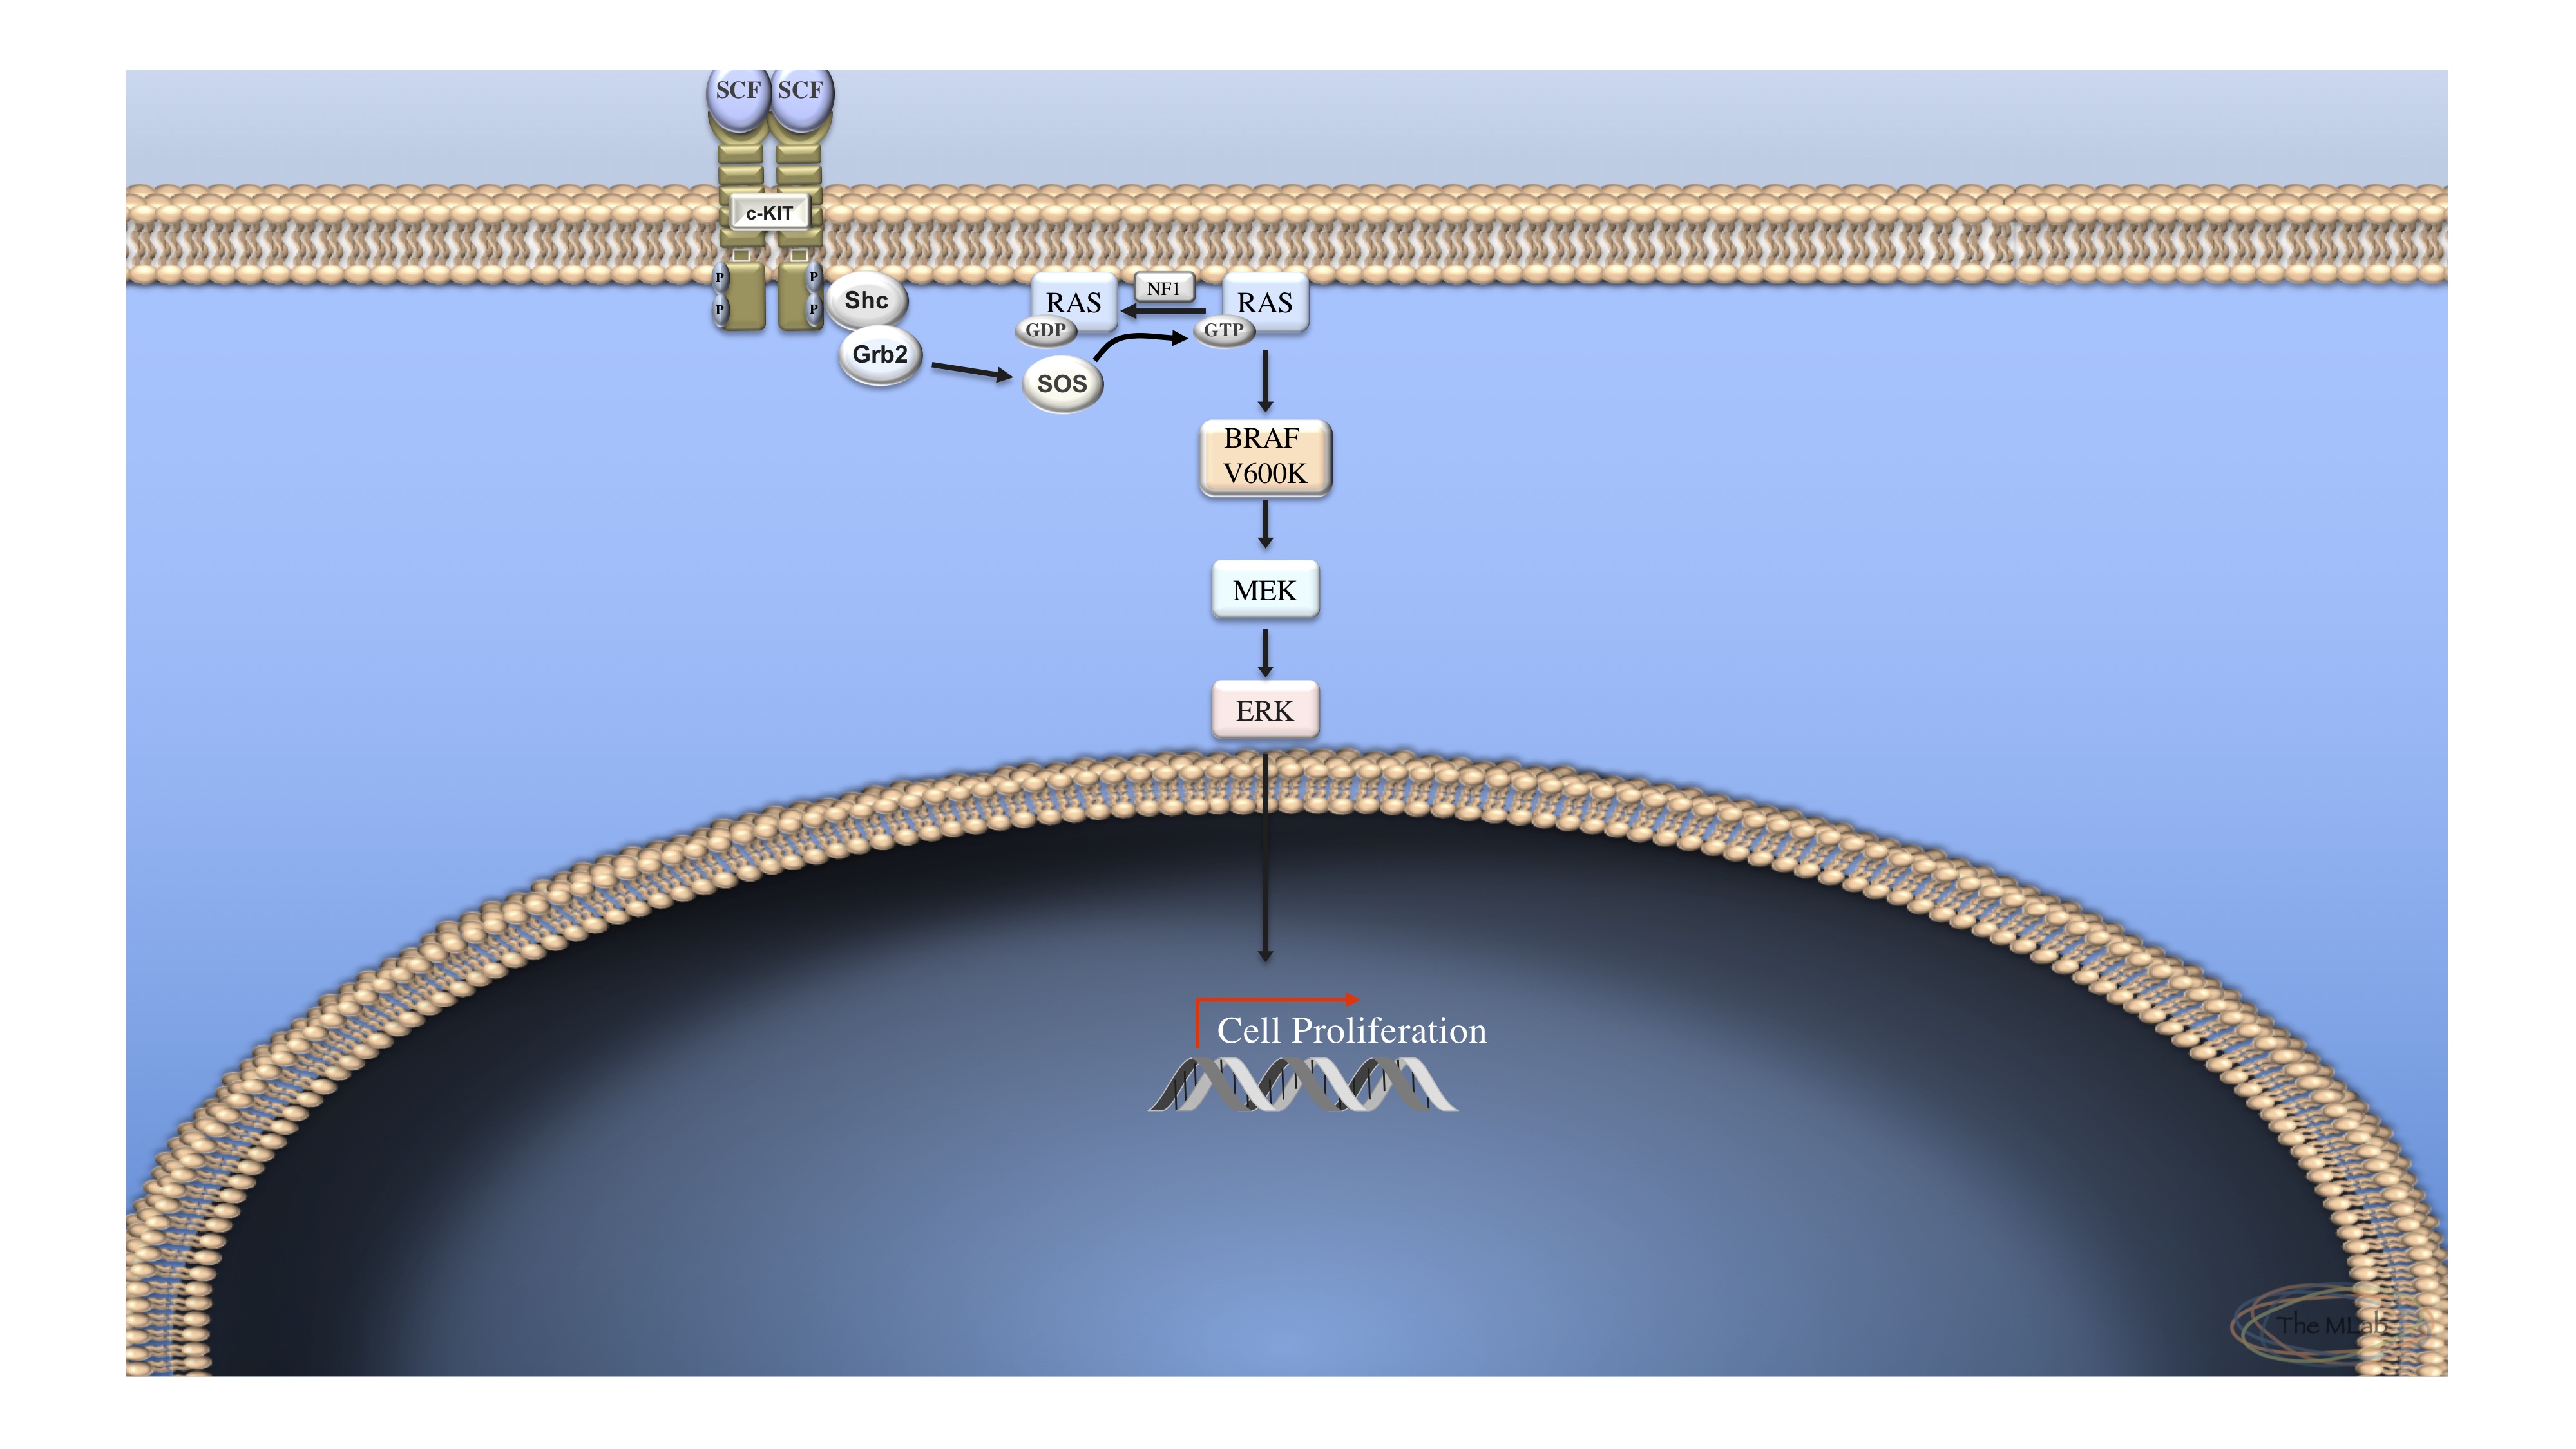 SCF SCF
c-KIT
P P
P P
Shc
Grb2
SOS
RAS
GDP
NF1
RAS
GTP
BRAF
V600K
MEK
ERK
Cell Proliferation
The MLab